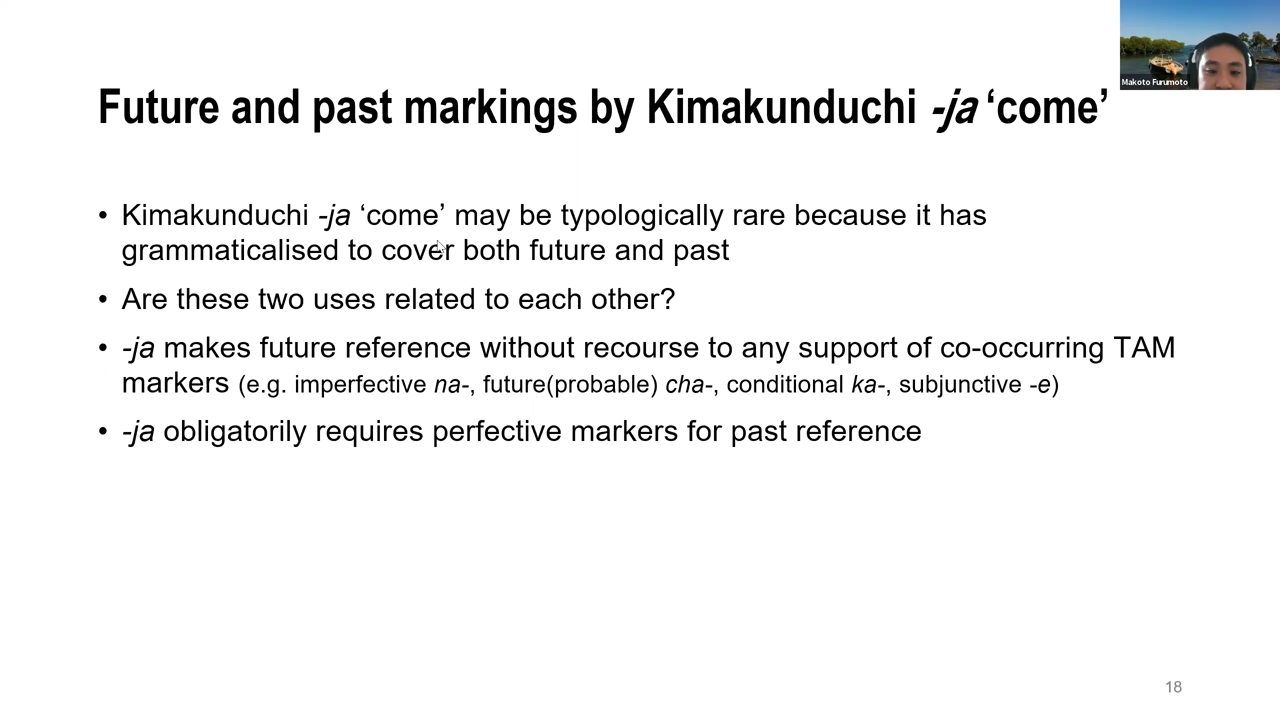 Makoto Furumoto
Future and past markings by Kimakunduchi -ja ‘come’
• Kimakunduchi -ja ‘come’ may be typologically rare because it has
grammaticalised to cover both future and past
• Are these two uses related to each other?
• -ja makes future reference without recourse to any support of co-occurring TAM
markers (e.g. imperfective na-, future(probable) cha-, conditional ka-, subjunctive -e)
• -ja obligatorily requires perfective markers for past reference
18